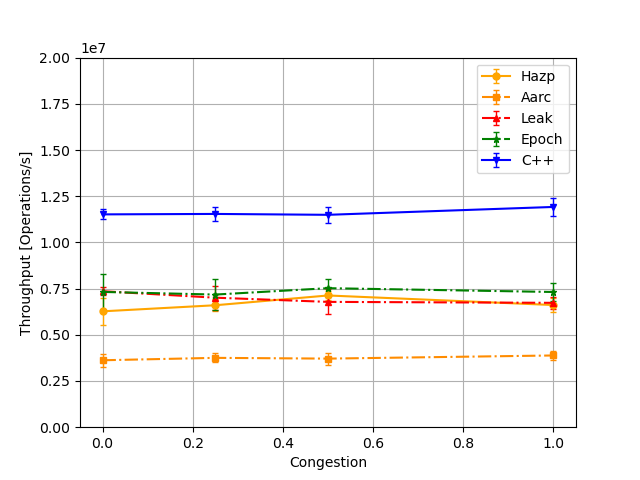 1e7
2.00
1.75
1.50
1.25
1.00
0.75
0.50
0.25
0.00
Throughput [Operations/s]
0.0 0.2 0.4 0.6 0.8 1.0
Congestion
Hazp
Aarc
Leak
Epoch
C++